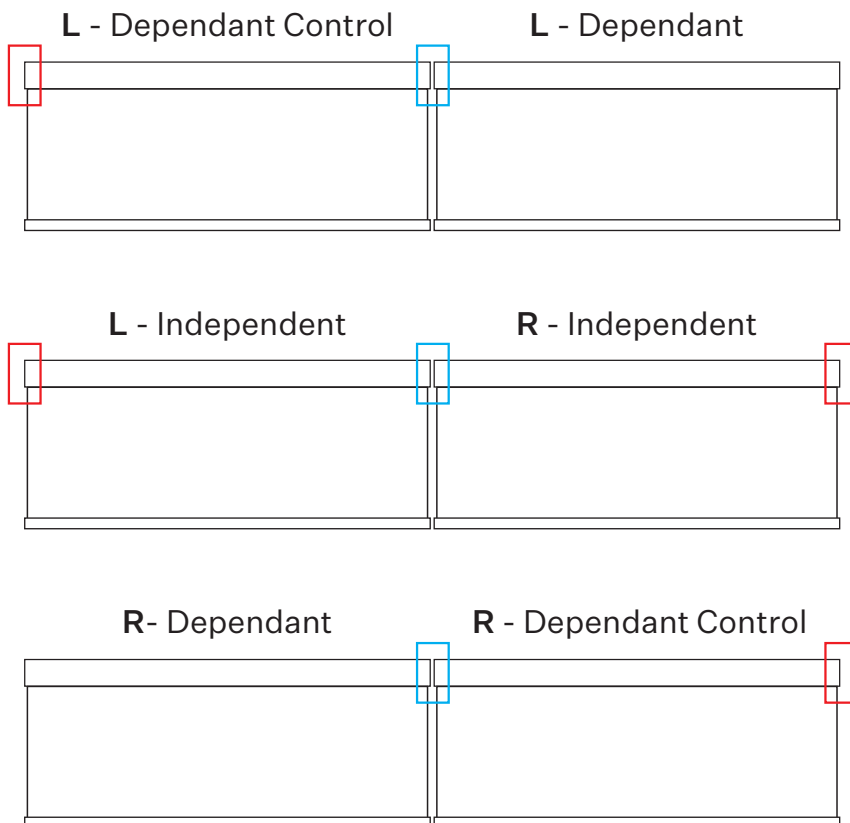 L - Dependant Control
L - Dependant
L - Independent
R - Independent
R- Dependant
R - Dependant Control